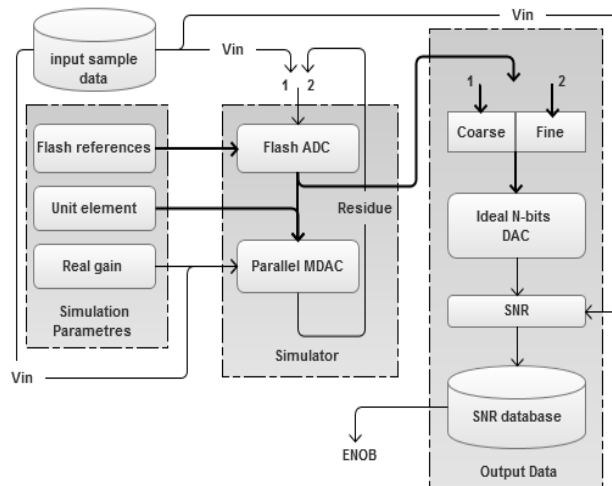 Vin
input sample
data
Vin
1 2
1
2
Flash references
Flash ADC
Coarse
Fine
Unit element
Residue
Ideal N-bits
DAC
Real gain
Parallel MDAC
Simulation
Parametres
SNR
Simulator
Vin
SNR database
ENOB
Output Data